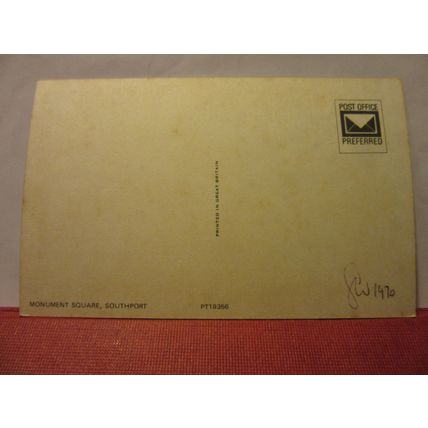 POST OFFICE
PREFERRED
PRINTED IN GREAT BRITAIN
MONUMENT SQUARE, SOUTHPORT
PT18356
1970